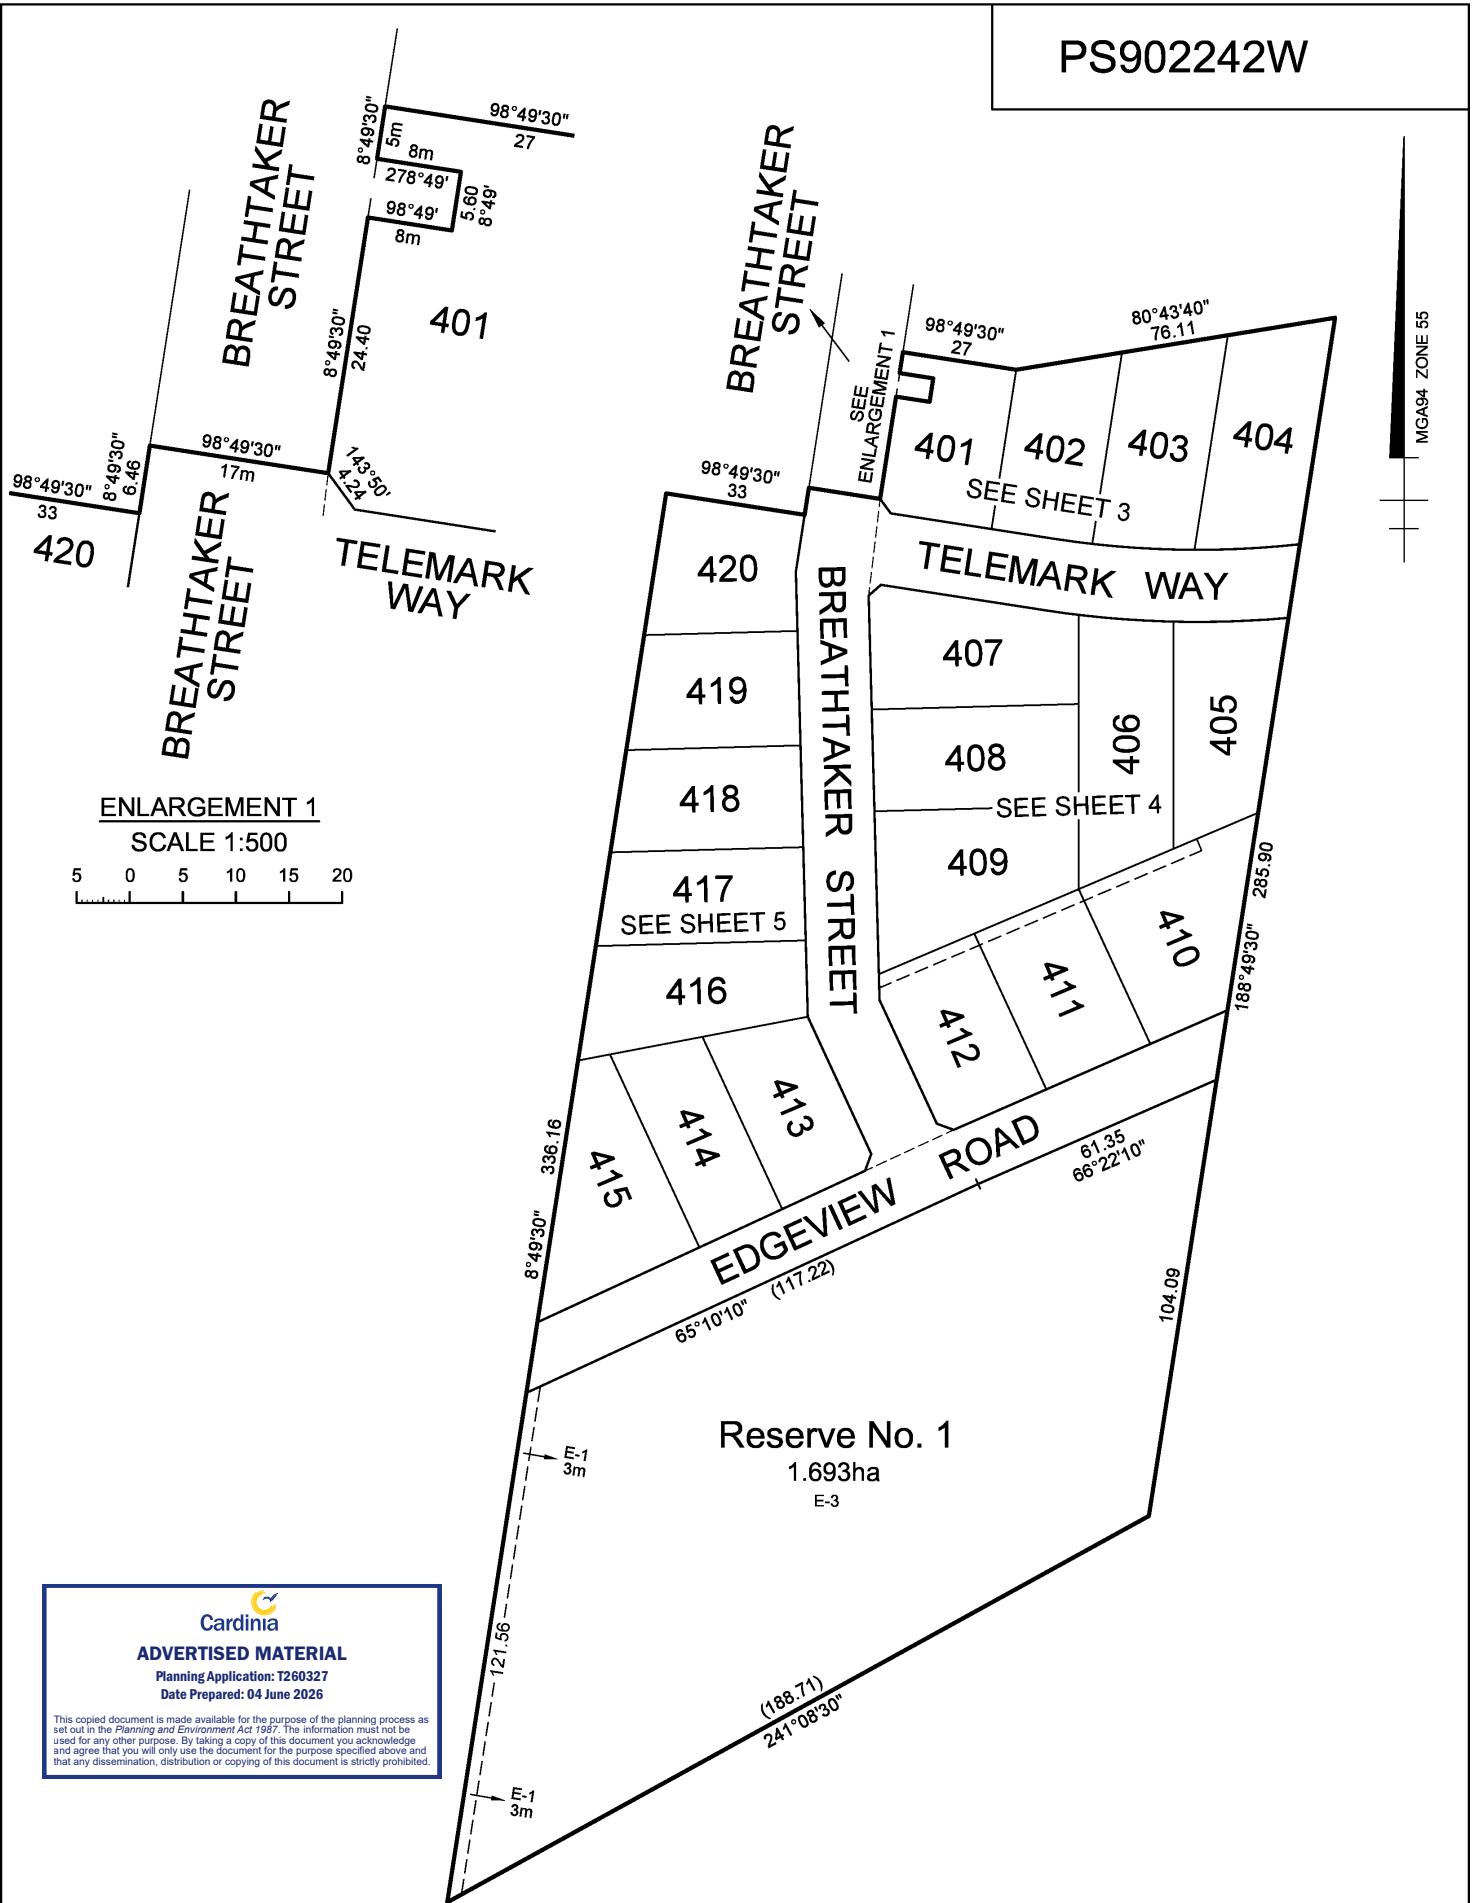 PS902242W
BREATHTAKER
STREET
8°49'30"
5m
98°49'30"
27
8m
278°49'
5.60
8°49'
98°49'
8m
8°49'30"
24.40
401
98°49'30"
17m
8°49'30"
6.46
98°49'30"
33
420
143°50'
4.24
TELEMARK
WAY
BREATHTAKER
STREET
ENLARGEMENT 1
SCALE 1:500
5 0 5 10 15 20
BREATHTAKER
STREET
SEE
ENLARGEMENT 1
98°49'30"
27
80°43'40"
76.11
MGA94 ZONE 55
401
402
403
404
SEE SHEET 3
98°49'30"
33
TELEMARK WAY
420
419
418
417
SEE SHEET 5
416
BREATHTAKER STREET
407
408
406
405
SEE SHEET 4
409
410
411
412
413
414
415
285.90
188°49'30"
336.16
8°49'30"
EDGEVIEW ROAD
61.35
66°22'10"
65°10'10" (117.22)
104.09
Reserve No. 1
1.693ha
E-3
E-1
3m
121.56
(188.71)
241°08'30"
E-1
3m
Cardinia
ADVERTISED MATERIAL
Planning Application: T260327
Date Prepared: 04 June 2026
This copied document is made available for the purpose of the planning process as
set out in the Planning and Environment Act 1987. The information must not be
used for any other purpose. By taking a copy of this document you acknowledge
and agree that you will only use the document for the purpose specified above and
that any dissemination, distribution or copying of this document is strictly prohibited.